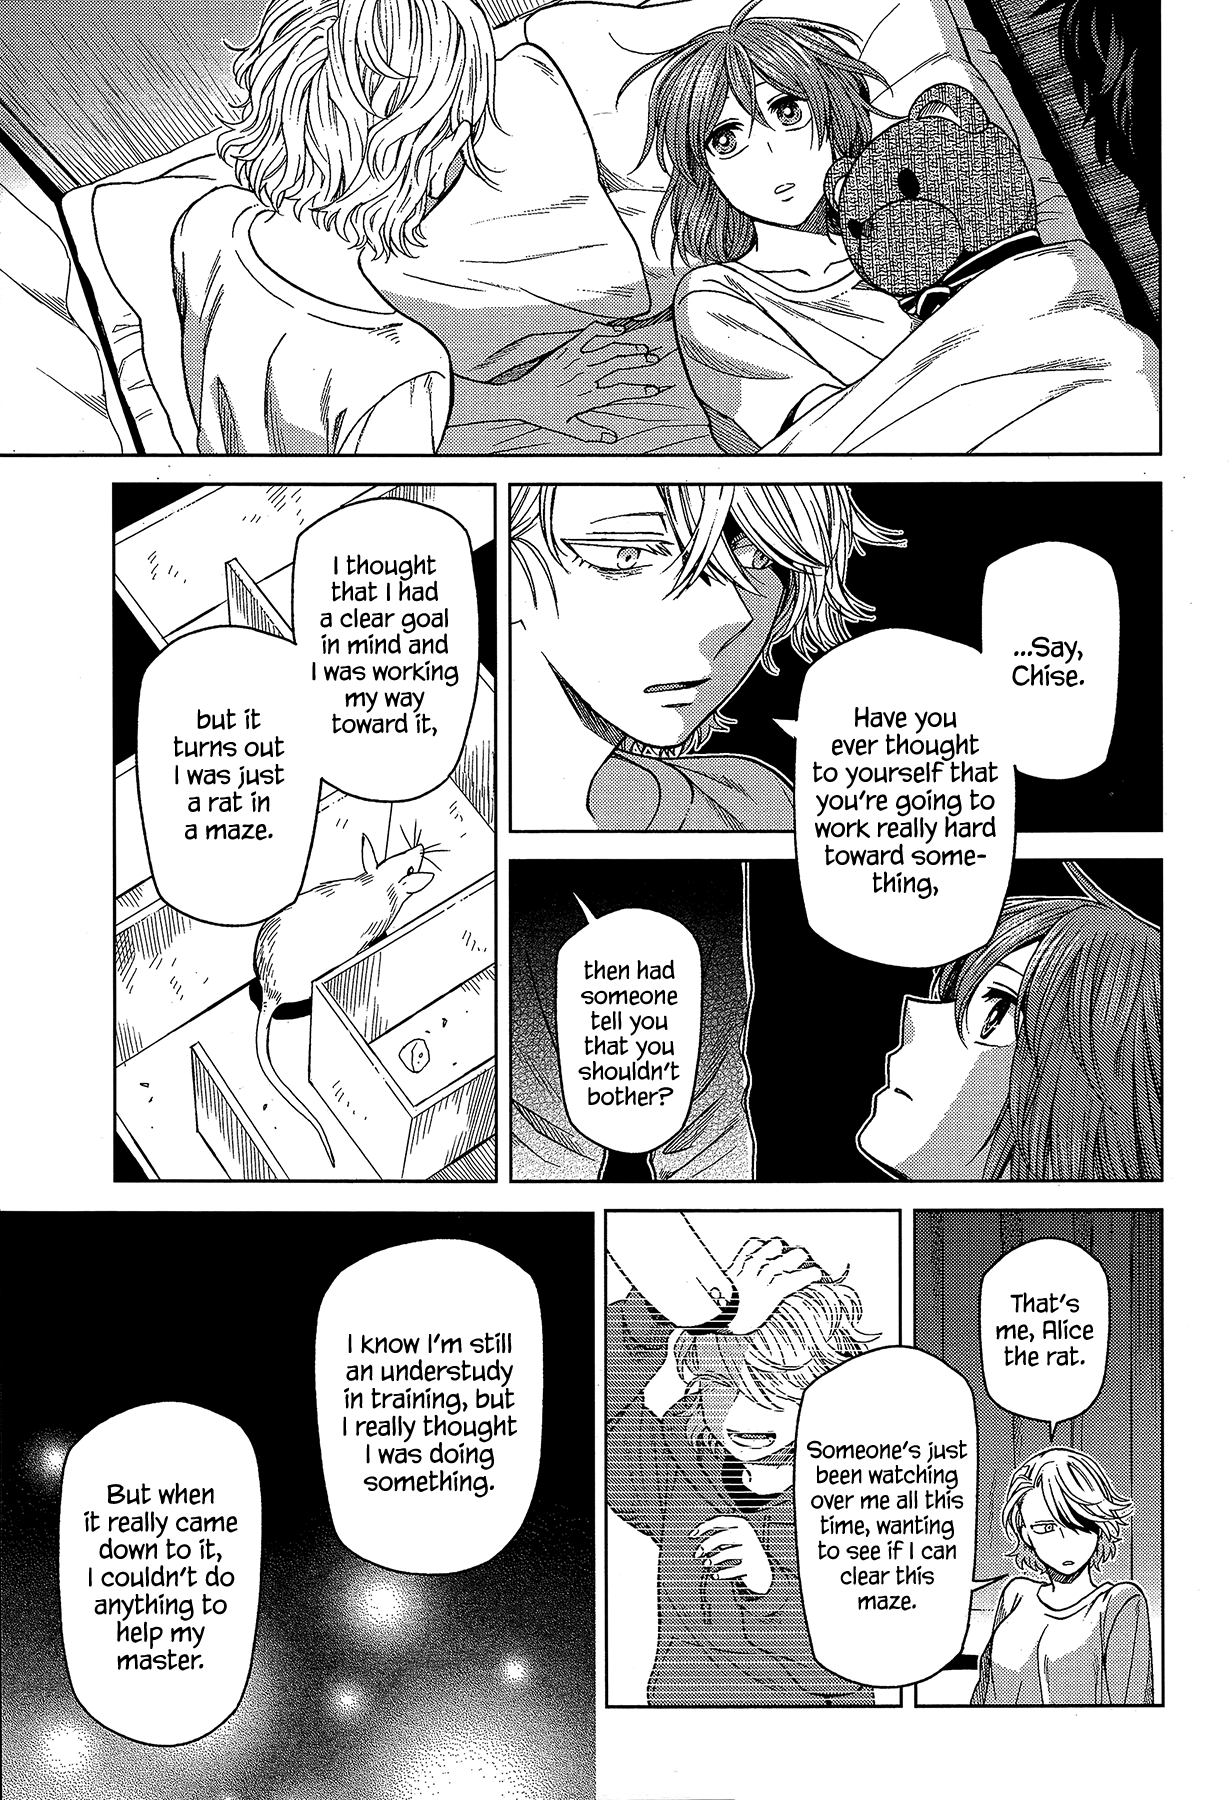 ...Say,
Chise.
Have you
ever thought
to yourself that
you're going to
work really hard
toward some-
thing,
then had
someone
tell you
that you
shouldn't
bother?
I thought
that I had
a clear goal
in mind and
I was working
my way
toward it,
but it
turns out
I was just
a rat in
a maze.
That's
me, Alice
the rat.
Someone's just
been watching
over me all this
time, wanting
to see if I can
clear this
maze.
I know I'm still
an understudy
in training, but
I really thought
I was doing
something.
But when
it really came
down to it,
I couldn't do
anything to
help my
master.